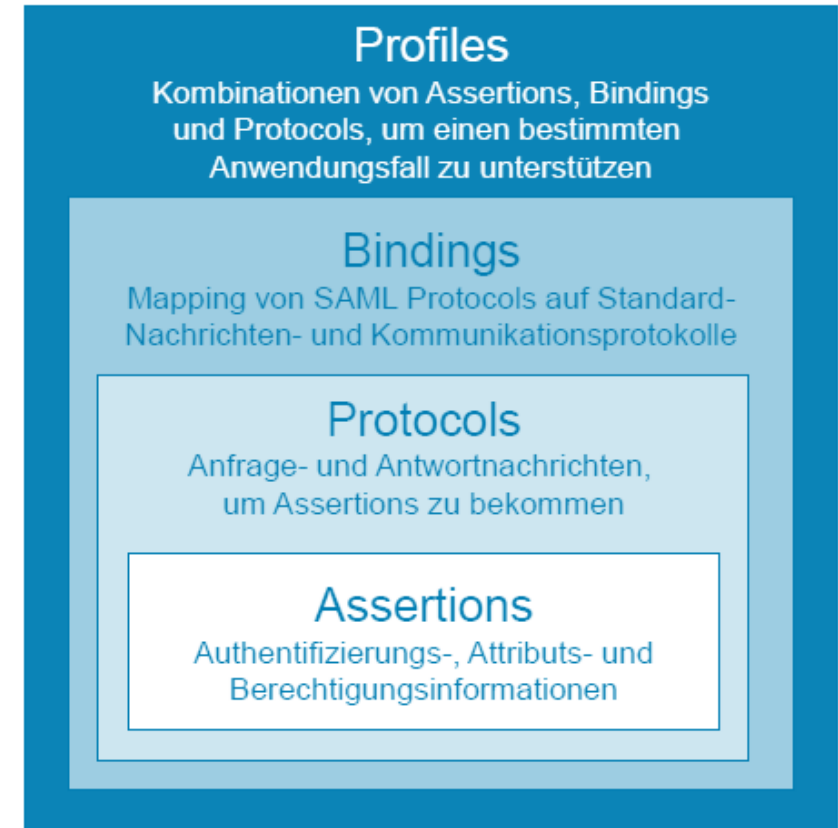 Profiles
Kombinationen von Assertions, Bindings
und Protocols, um einen bestimmten
Anwendungsfall zu unterstützen
Bindings
Mapping von SAML Protocols auf Standard-
Nachrichten- und Kommunikationsprotokolle
Protocols
Anfrage- und Antwortnachrichten,
um Assertions zu bekommen
Assertions
Authentifizierungs-, Attributs- und
Berechtigungsinformationen